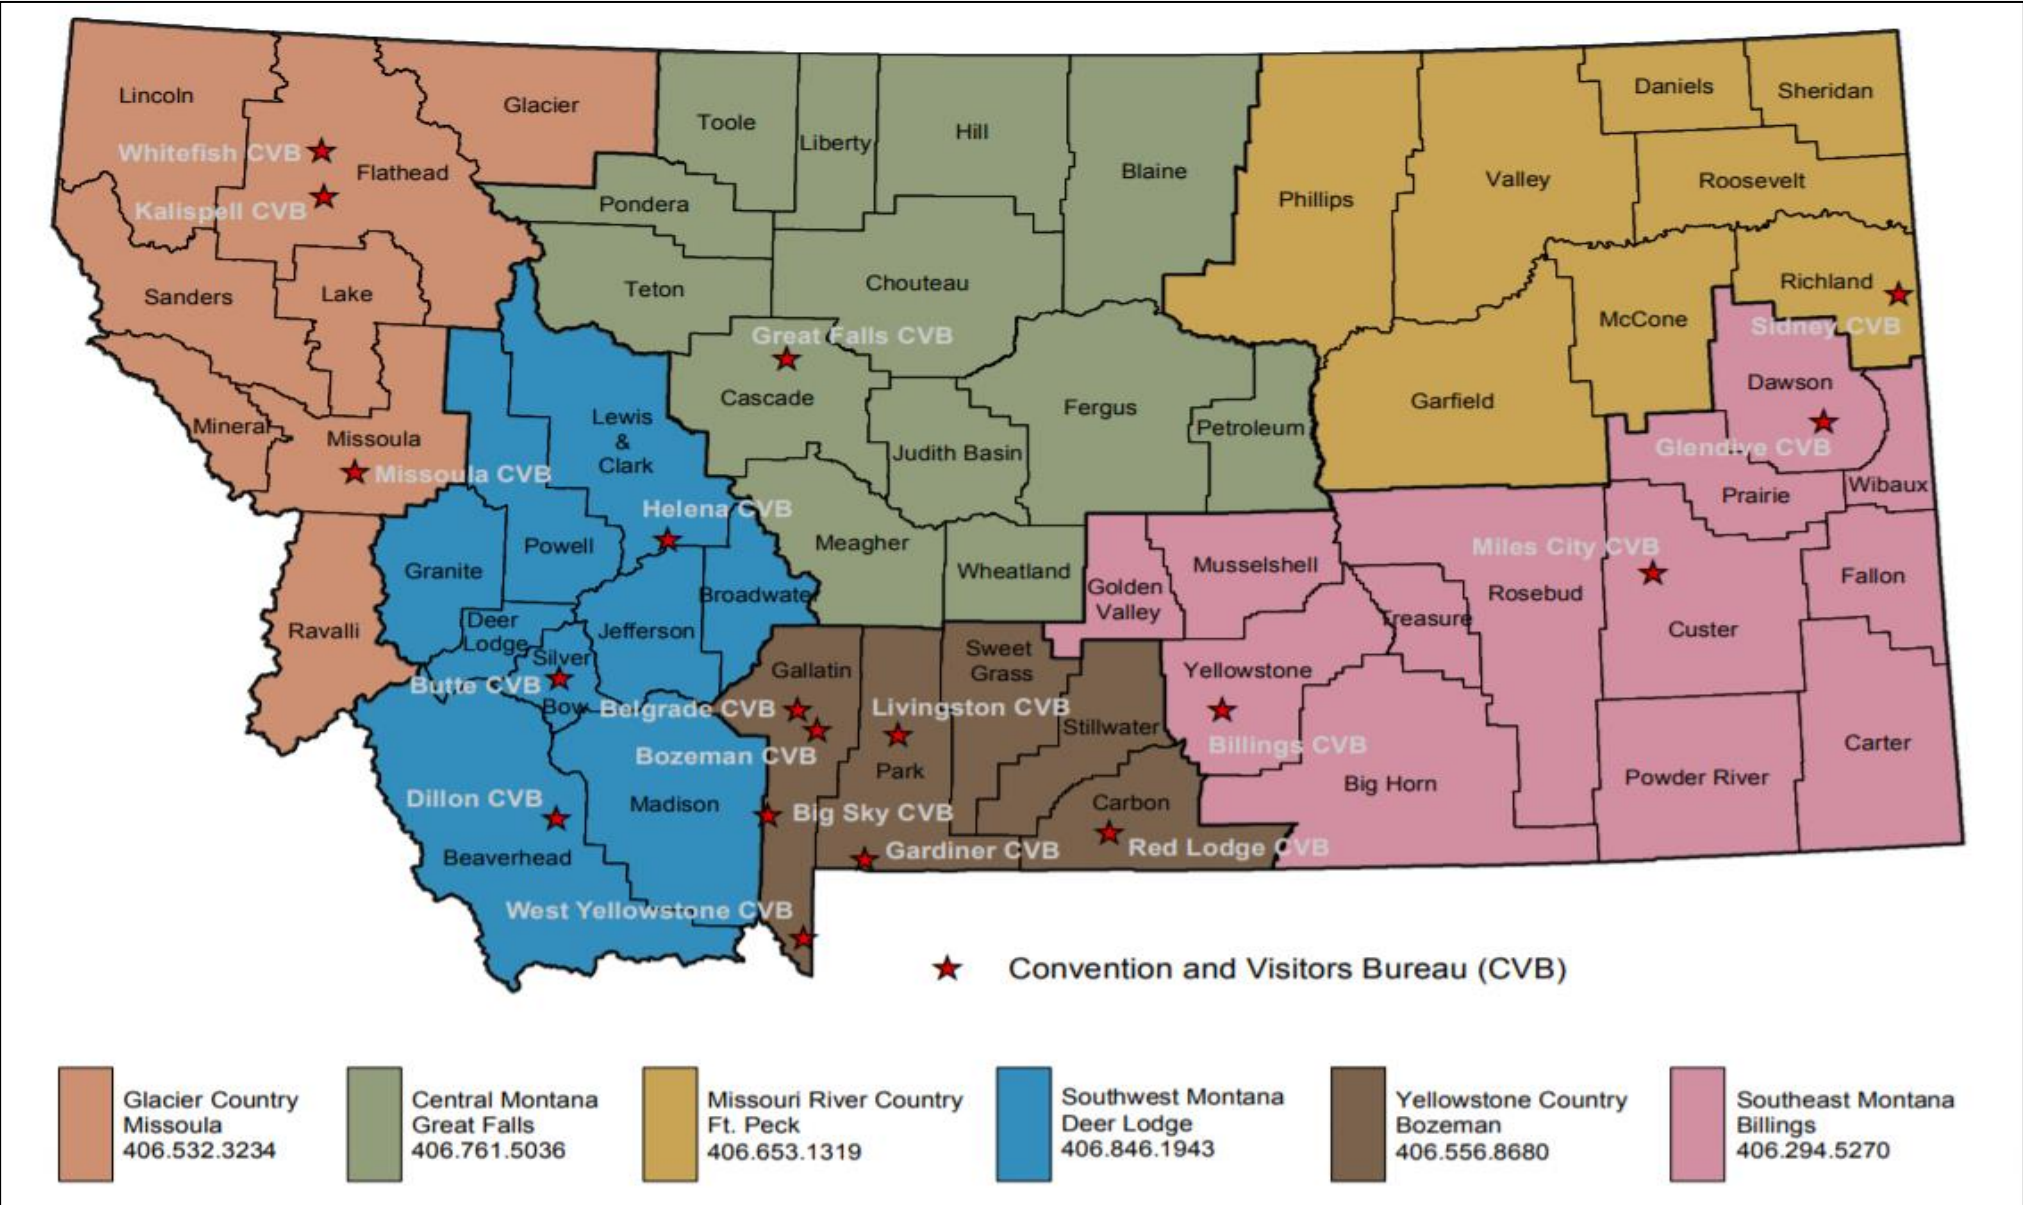 Lincoln
Glacier
Toole
Liberty
Hill
Blaine
Phillips
Valley
Daniels
Sheridan
Whitefish CVB
Flathead
Kalispell CVB
Pondera
Roosevelt
Sanders
Lake
Teton
Chouteau
Richland
McCone
Sidney CVB
Great Falls CVB
Cascade
Fergus
Garfield
Dawson
Mineral
Missoula
Lewis
&
Clark
Judith Basin
Petroleum
Glendive CVB
Missoula CVB
Helena CVB
Prairie
Wibaux
Granite
Powell
Meagher
Wheatland
Golden
Valley
Musselshell
Miles City CVB
Rosebud
Fallon
Broadwater
Treasure
Custer
Ravalli
Deer
Lodge
Jefferson
Silver
Bow
Butte CVB
Gallatin
Sweet
Grass
Yellowstone
Belgrade CVB
Livingston CVB
Stillwater
Bozeman CVB
Park
Billings CVB
Carter
Dillon CVB
Madison
Big Sky CVB
Carbon
Big Horn
Powder River
Beaverhead
Gardiner CVB
Red Lodge CVB
West Yellowstone CVB
Convention and Visitors Bureau (CVB)
Glacier Country
Missoula
406.532.3234
Central Montana
Great Falls
406.761.5036
Missouri River Country
Ft. Peck
406.653.1319
Southwest Montana
Deer Lodge
406.846.1943
Yellowstone Country
Bozeman
406.556.8680
Southeast Montana
Billings
406.294.5270